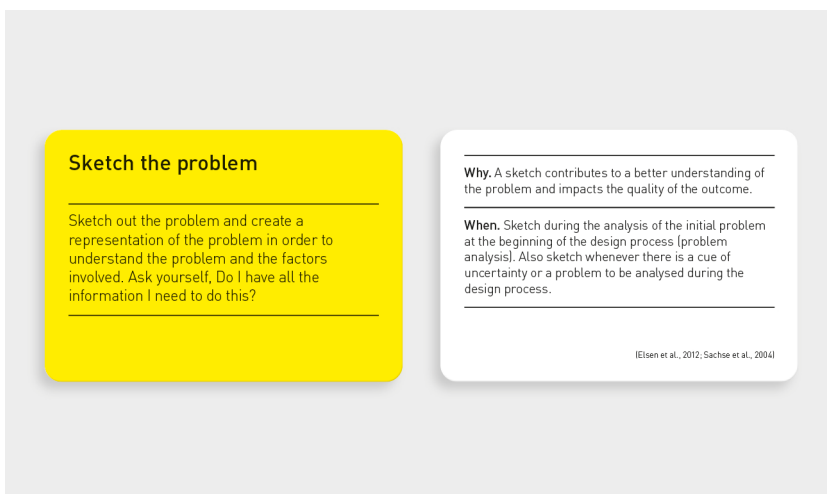 Sketch the problem
Sketch out the problem and create a
representation of the problem in order to
understand the problem and the factors
involved. Ask yourself, Do I have all the
information I need to do this?
Why. A sketch contributes to a better understanding of
the problem and impacts the quality of the outcome.
When. Sketch during the analysis of the initial problem
at the beginning of the design process (problem
analysis). Also sketch whenever there is a cue of
uncertainty or a problem to be analysed during the
design process.
(Elsen et al., 2012; Sachse et al., 2004)